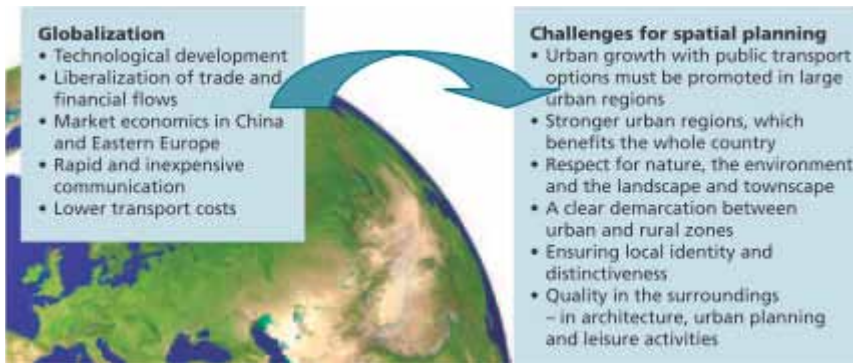 Globalization
• Technological development
• Liberalization of trade and
financial flows
• Market economics in China
and Eastern Europe
• Rapid and inexpensive
communication
• Lower transport costs
Challenges for spatial planning
• Urban growth with public transport
options must be promoted in large
urban regions
• Stronger urban regions, which
benefits the whole country
• Respect for nature, the environment
and the landscape and townscape
• A clear demarcation between
urban and rural zones
• Ensuring local identity and
distinctiveness
• Quality in the surroundings
– in architecture, urban planning
and leisure activities